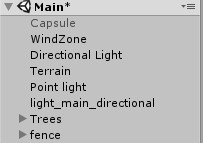 Main*
Capsule
WindZone
Directional Light
Terrain
Point light
light_main_directional
Trees
fence